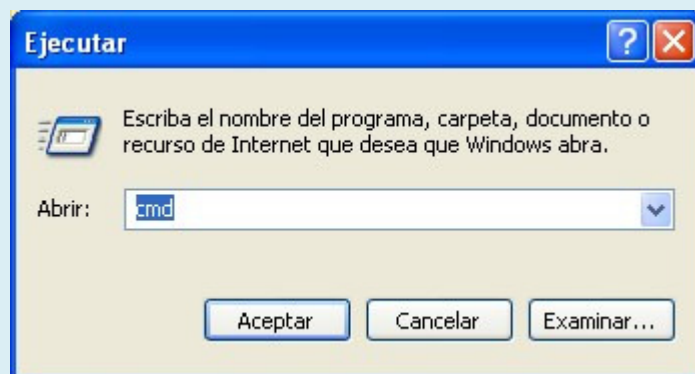 Ejecutar
Escriba el nombre del programa, carpeta, documento o
recurso de Internet que desea que Windows abra.
Abrir: cmd
Aceptar Cancelar Examinar...